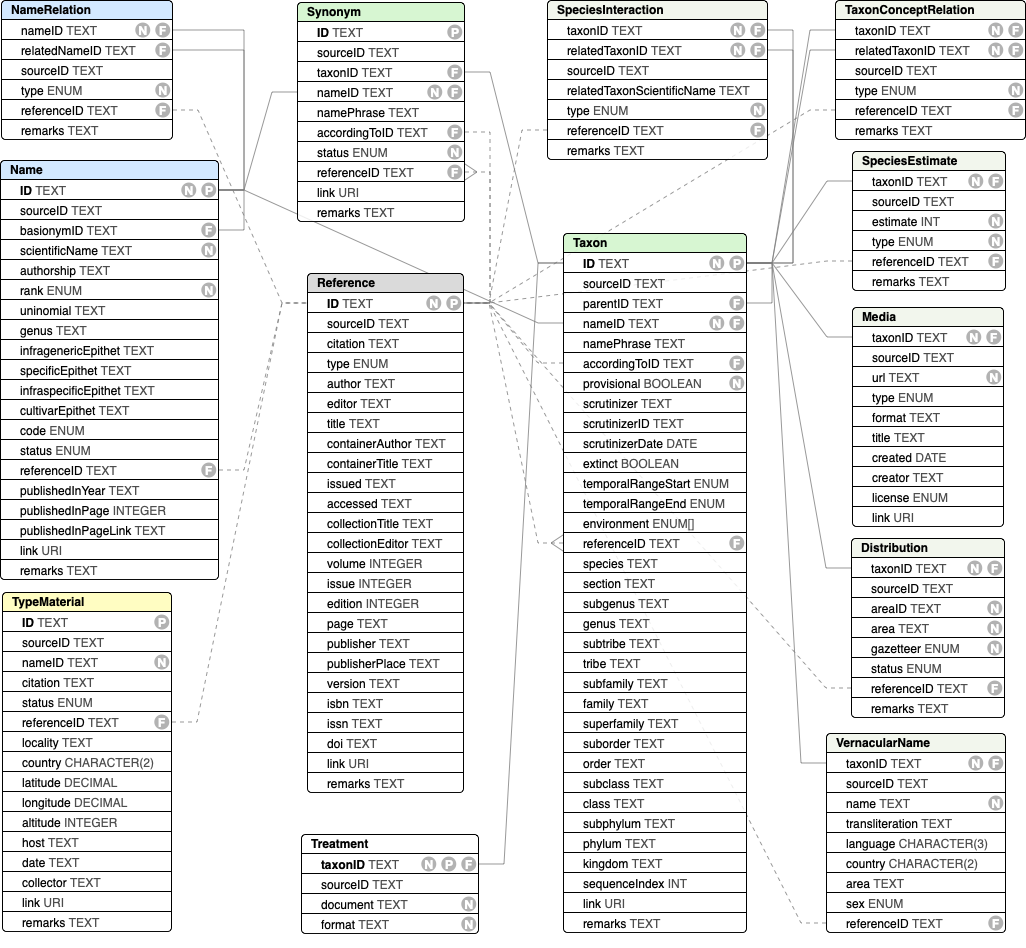 NameRelation
nameID TEXT N F
relatedNameID TEXT F
sourceID TEXT
type ENUM N
referenceID TEXT F
remarks TEXT
Name
ID TEXT N P
sourceID TEXT
basionymID TEXT F
scientificName TEXT N
authorship TEXT
rank ENUM N
uninomial TEXT
genus TEXT
infragenericEpithet TEXT
specificEpithet TEXT
infraspecificEpithet TEXT
cultivarEpithet TEXT
code ENUM
status ENUM
referenceID TEXT F
publishedInYear TEXT
publishedInPage INTEGER
publishedInPageLink TEXT
link URI
remarks TEXT
TypeMaterial
ID TEXT P
sourceID TEXT
nameID TEXT N
citation TEXT
status ENUM
referenceID TEXT F
locality TEXT
country CHARACTER(2)
latitude DECIMAL
longitude DECIMAL
altitude INTEGER
host TEXT
date TEXT
collector TEXT
link URI
remarks TEXT
Synonym
ID TEXT P
sourceID TEXT
taxonID TEXT F
nameID TEXT N F
namePhrase TEXT
accordingToID TEXT F
status ENUM N
referenceID TEXT F
link URI
remarks TEXT
Reference
ID TEXT N P
sourceID TEXT
citation TEXT
type ENUM
author TEXT
editor TEXT
title TEXT
containerAuthor TEXT
containerTitle TEXT
issued TEXT
accessed TEXT
collectionTitle TEXT
collectionEditor TEXT
volume INTEGER
issue INTEGER
edition INTEGER
page TEXT
publisher TEXT
publisherPlace TEXT
version TEXT
isbn TEXT
issn TEXT
doi TEXT
link URI
remarks TEXT
Treatment
taxonID TEXT N P F
sourceID TEXT
document TEXT N
format TEXT N
SpeciesInteraction
taxonID TEXT N F
relatedTaxonID TEXT N F
sourceID TEXT
relatedTaxonScientificName TEXT
type ENUM N
referenceID TEXT F
remarks TEXT
Taxon
ID TEXT N P
sourceID TEXT
parentID TEXT F
nameID TEXT N F
namePhrase TEXT
accordingToID TEXT F
provisional BOOLEAN N
scrutinizer TEXT
scrutinizerID TEXT
scrutinizerDate DATE
extinct BOOLEAN
temporalRangeStart ENUM
temporalRangeEnd ENUM
environment ENUM[]
referenceID TEXT F
species TEXT
section TEXT
subgenus TEXT
genus TEXT
subtribe TEXT
tribe TEXT
subfamily TEXT
family TEXT
superfamily TEXT
suborder TEXT
order TEXT
subclass TEXT
class TEXT
subphylum TEXT
phylum TEXT
kingdom TEXT
sequenceIndex INT
link URI
remarks TEXT
TaxonConceptRelation
taxonID TEXT N F
relatedTaxonID TEXT N F
sourceID TEXT
type ENUM N
referenceID TEXT F
remarks TEXT
SpeciesEstimate
taxonID TEXT N F
sourceID TEXT
estimate INT N
type ENUM N
referenceID TEXT F
remarks TEXT
Media
taxonID TEXT N F
sourceID TEXT
url TEXT N
type ENUM
format TEXT
title TEXT
created DATE
creator TEXT
license ENUM
link URI
Distribution
taxonID TEXT N F
sourceID TEXT
areaID TEXT N
area TEXT N
gazetteer ENUM N
status ENUM
referenceID TEXT F
remarks TEXT
VernacularName
taxonID TEXT N F
sourceID TEXT
name TEXT N
transliteration TEXT
language CHARACTER(3)
country CHARACTER(2)
area TEXT
sex ENUM
referenceID TEXT F